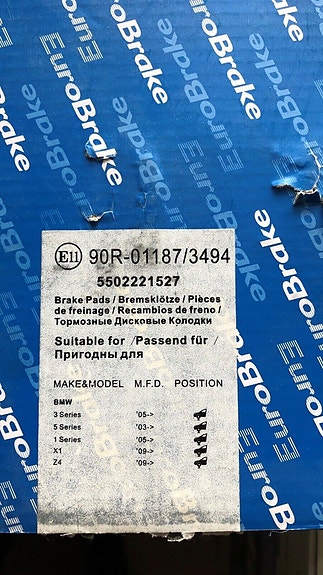 EuroBrake
E11 90R-01187/3494
5502221527
Brake Pads / Bremsklötze / Pièces
de freinage / Recambios de freno /
Тормозные Дисковые Колодки
Suitable for /Passend für /
Пригодны для
MAKE&MODEL M.F.D. POSITION
BMW
3 Series '05->
5 Series '03->
1 Series '05->
X1 '09->
Z4 '09->